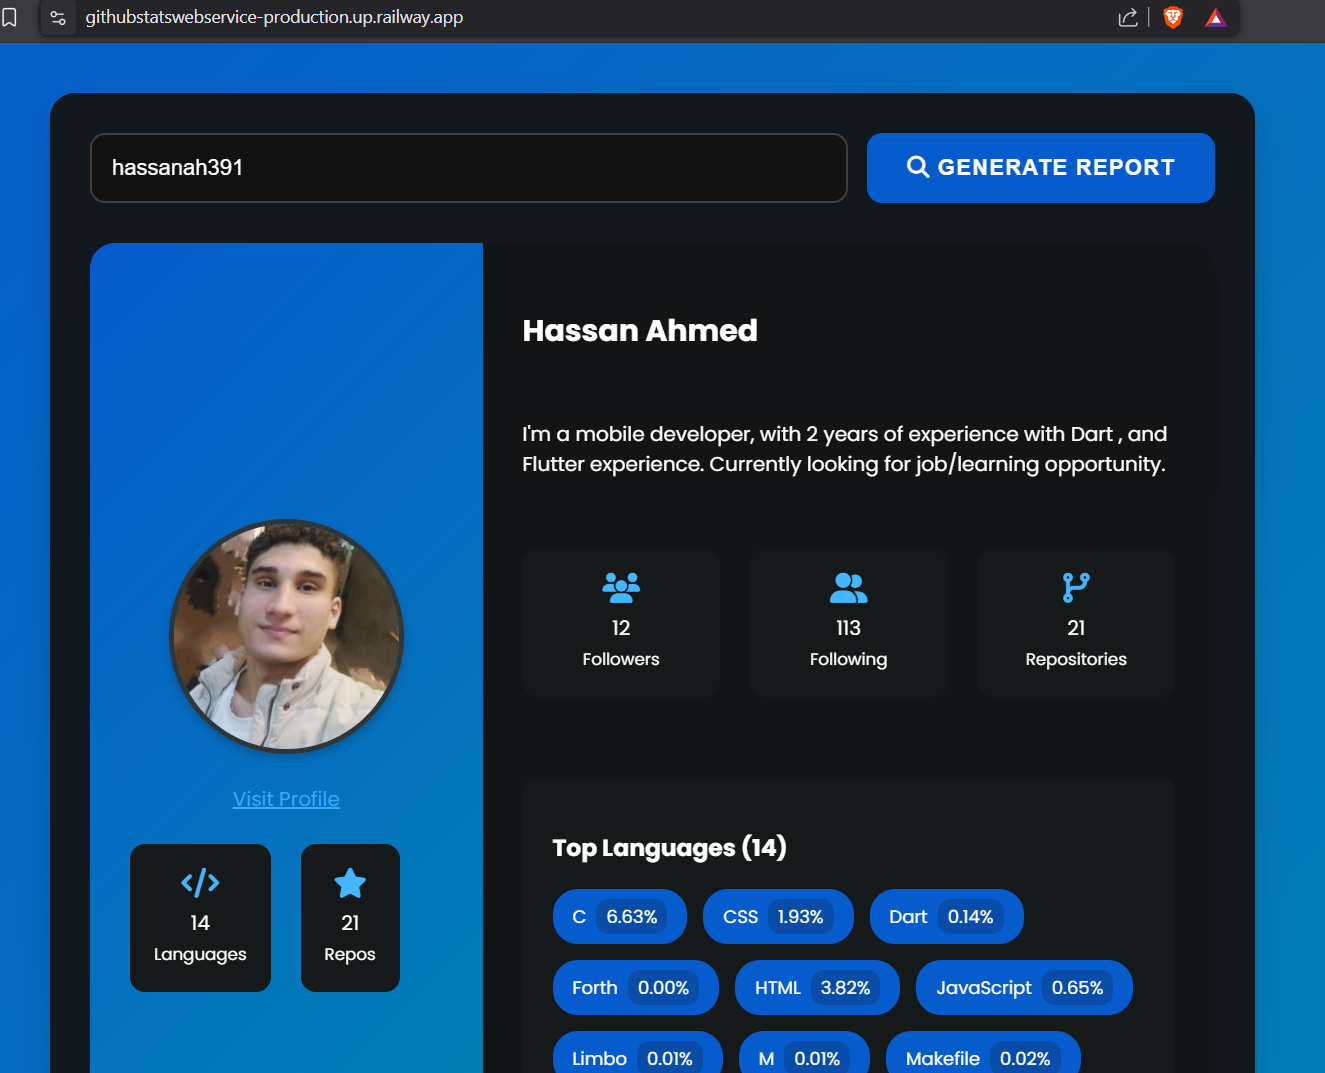 githubstatswebservice-production.up.railway.app
hassanah391
GENERATE REPORT
Hassan Ahmed
I'm a mobile developer, with 2 years of experience with Dart , and
Flutter experience. Currently looking for job/learning opportunity.
12
Followers
113
Following
21
Repositories
Visit Profile
14
Languages
21
Repos
Top Languages (14)
C 6.63%
CSS 1.93%
Dart 0.14%
Forth 0.00%
HTML 3.82%
JavaScript 0.65%
Limbo 0.01%
M 0.01%
Makefile 0.02%